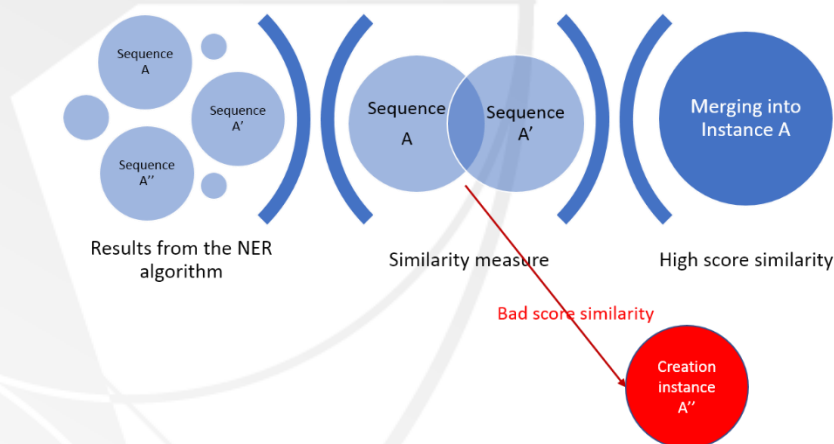 Sequence
A
Sequence
A'
Sequence
A''
Results from the NER
algorithm
Sequence
A
Sequence
A'
Similarity measure
Merging into
Instance A
High score similarity
Bad score similarity
Creation
instance
A''